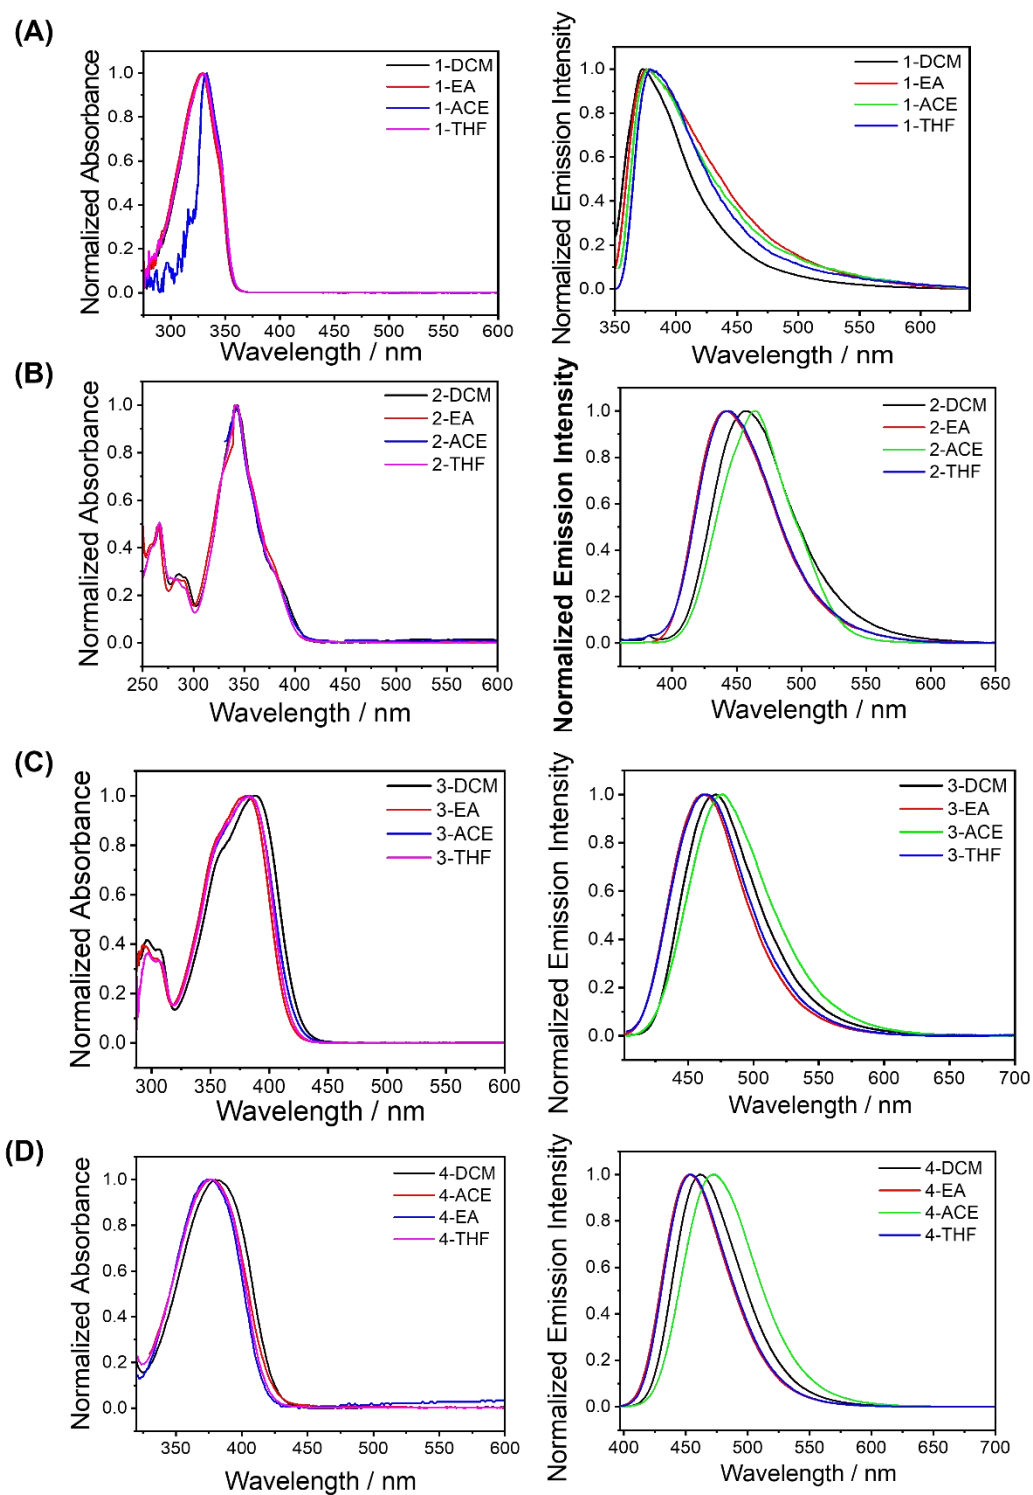 (A)
Normalized Absorbance
1.0
0.8
0.6
0.4
0.2
0.0
1-DCM
1-EA
1-ACE
1-THF
300 350 400 450 500 550 600
Wavelength / nm
Normalized Emission Intensity
1.0
0.8
0.6
0.4
0.2
0.0
1-DCM
1-EA
1-ACE
1-THF
350 400 450 500 550 600
Wavelength / nm
(B)
Normalized Absorbance
1.0
0.8
0.6
0.4
0.2
0.0
2-DCM
2-EA
2-ACE
2-THF
250 300 350 400 450 500 550 600
Wavelength / nm
Normalized Emission Intensity
1.0
0.8
0.6
0.4
0.2
0.0
2-DCM
2-EA
2-ACE
2-THF
400 450 500 550 600 650
Wavelength / nm
(C)
Normalized Absorbance
1.0
0.8
0.6
0.4
0.2
0.0
3-DCM
3-EA
3-ACE
3-THF
300 350 400 450 500 550 600
Wavelength / nm
Normalized Emission Intensity
1.0
0.8
0.6
0.4
0.2
0.0
3-DCM
3-EA
3-ACE
3-THF
450 500 550 600 650 700
Wavelength / nm
(D)
Normalized Absorbance
1.0
0.8
0.6
0.4
0.2
0.0
4-DCM
4-ACE
4-EA
4-THF
350 400 450 500 550 600
Wavelength / nm
Normalized Emission Intensity
1.0
0.8
0.6
0.4
0.2
0.0
4-DCM
4-EA
4-ACE
4-THF
400 450 500 550 600 650 700
Wavelength / nm